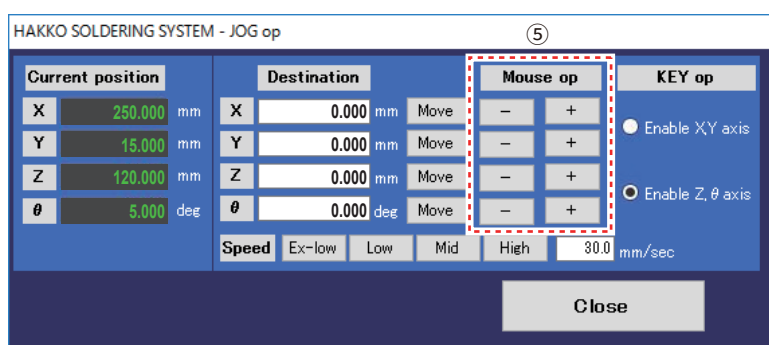 HAKKO SOLDERING SYSTEM - JOG op
⑤
Current position Destination Mouse op KEY op
X 250.000 mm X 0.000 mm Move − +
Y 15.000 mm Y 0.000 mm Move − +
Z 120.000 mm Z 0.000 mm Move − +
θ 5.000 deg θ 0.000 deg Move − +
Enable X,Y axis
Enable Z, θ axis
Speed Ex-low Low Mid High 30.0 mm/sec
Close